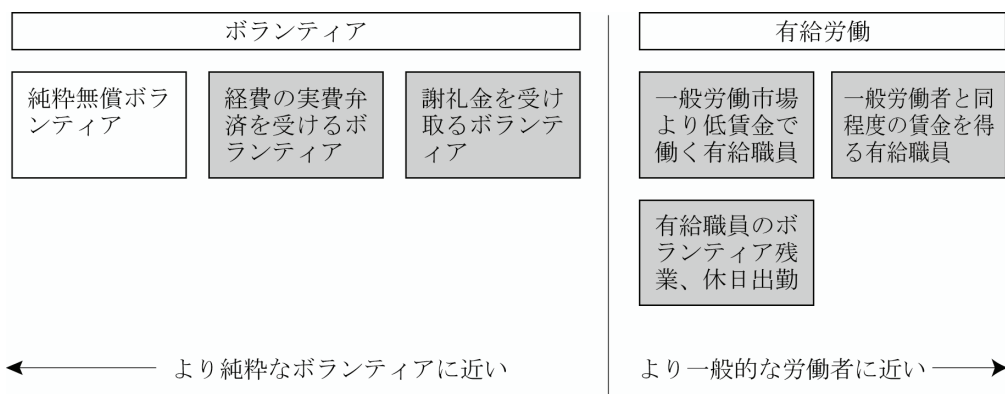 ボランティア
有給労働
純粋無償ボラ
ンティア
経費の実費弁
済を受けるボ
ランティア
謝礼金を受け
取るボランテ
ィア
一般労働市場
より低賃金で
働く有給職員
一般労働者と同
程度の賃金を得
る有給職員
有給職員のボ
ランティア残
業、休日出勤
より純粋なボランティアに近い
より一般的な労働者に近い